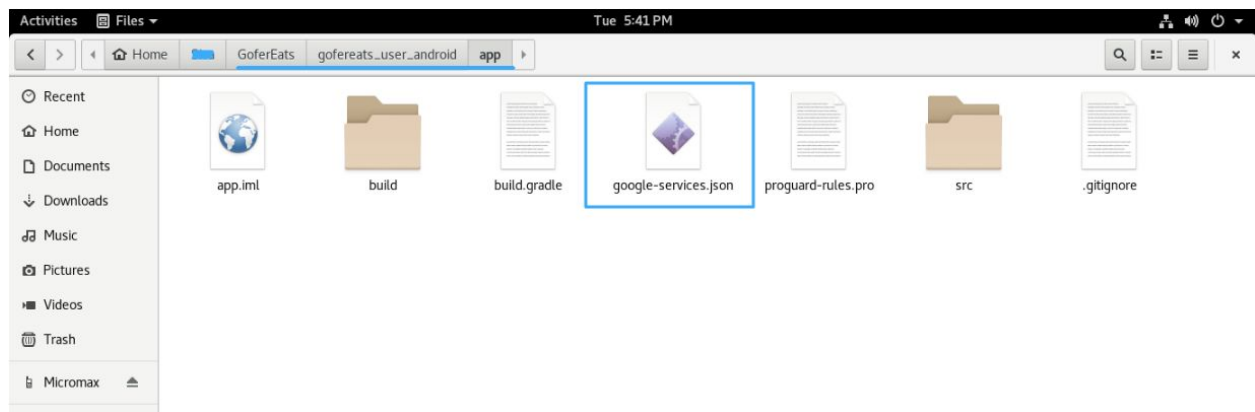 Activities Files Tue 5:41 PM
Home GoferEats gofereats_user_android app
Recent
Home
Documents
Downloads
Music
Pictures
Videos
Trash
Micromax
app.iml build build.gradle google-services.json proguard-rules.pro src .gitignore